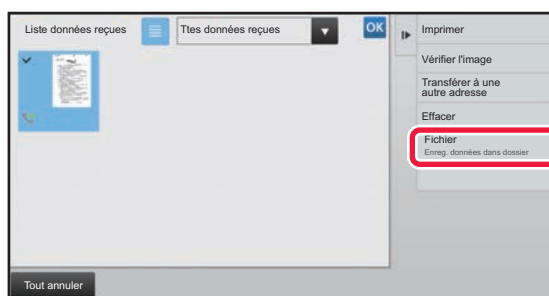 Liste données reçues
Ttes données reçues
OK
Imprimer
Vérifier l'image
Transférer à une
autre adresse
Effacer
Fichier
Enreg. données dans dossier
Tout annuler